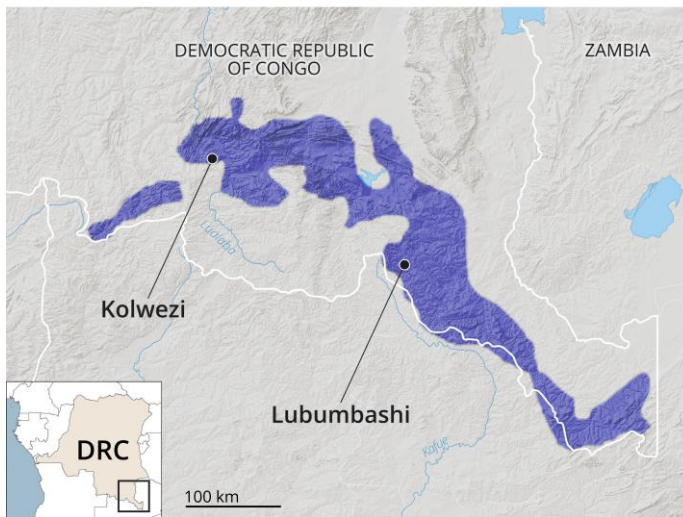 DEMOCRATIC REPUBLIC
OF CONGO
ZAMBIA
Lualaba
Kolwezi
Lubumbashi
Kafue
DRC
100 km